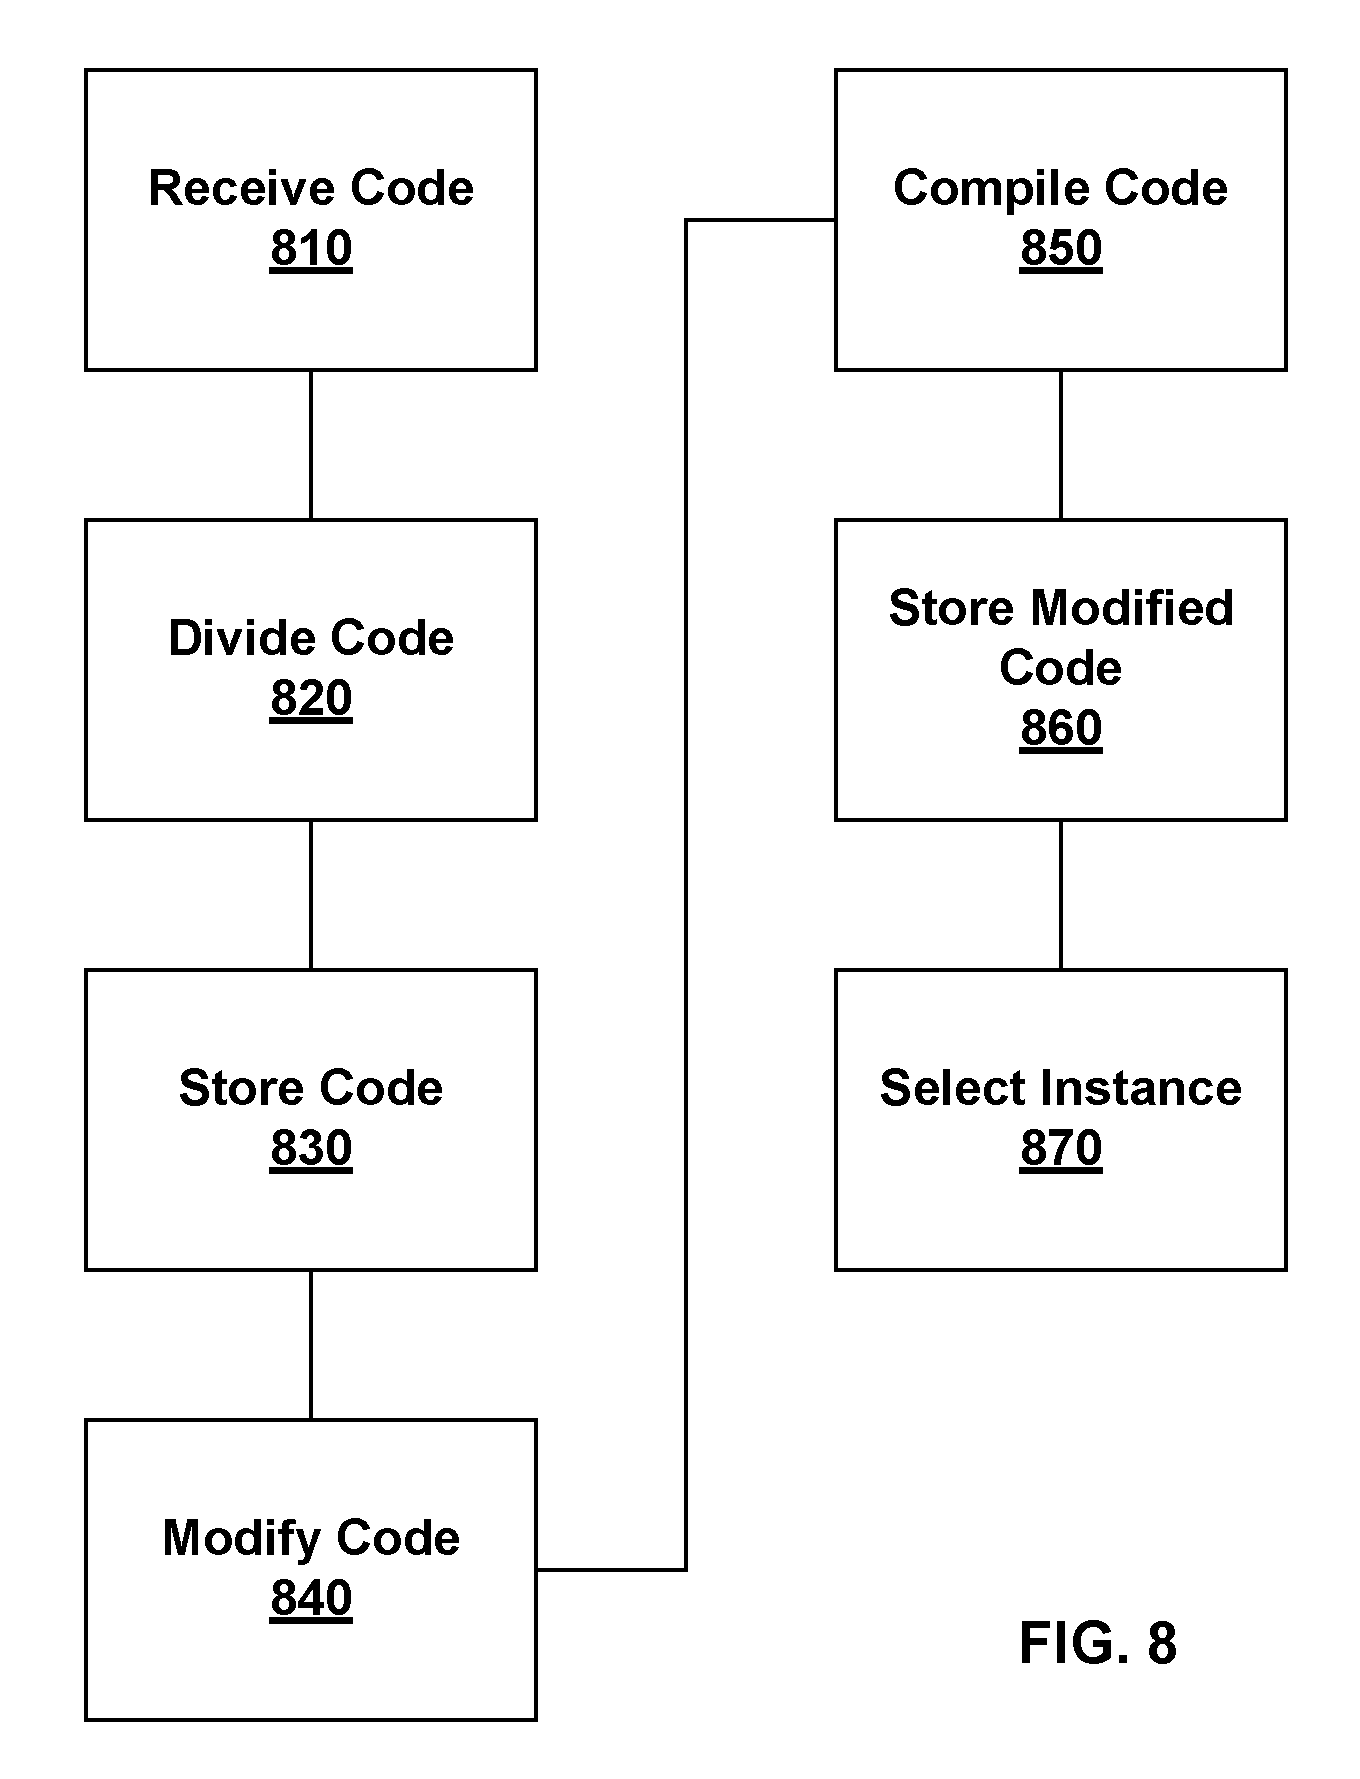 Receive Code
810
Divide Code
820
Store Code
830
Modify Code
840
Compile Code
850
Store Modified
Code
860
Select Instance
870
FIG. 8